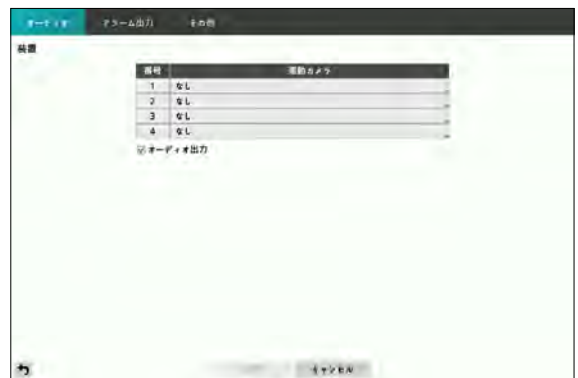 オーディオ アラーム出力 その他
装置
番号 連動カメラ
1 なし
2 なし
3 なし
4 なし
オーディオ出力
キャンセル